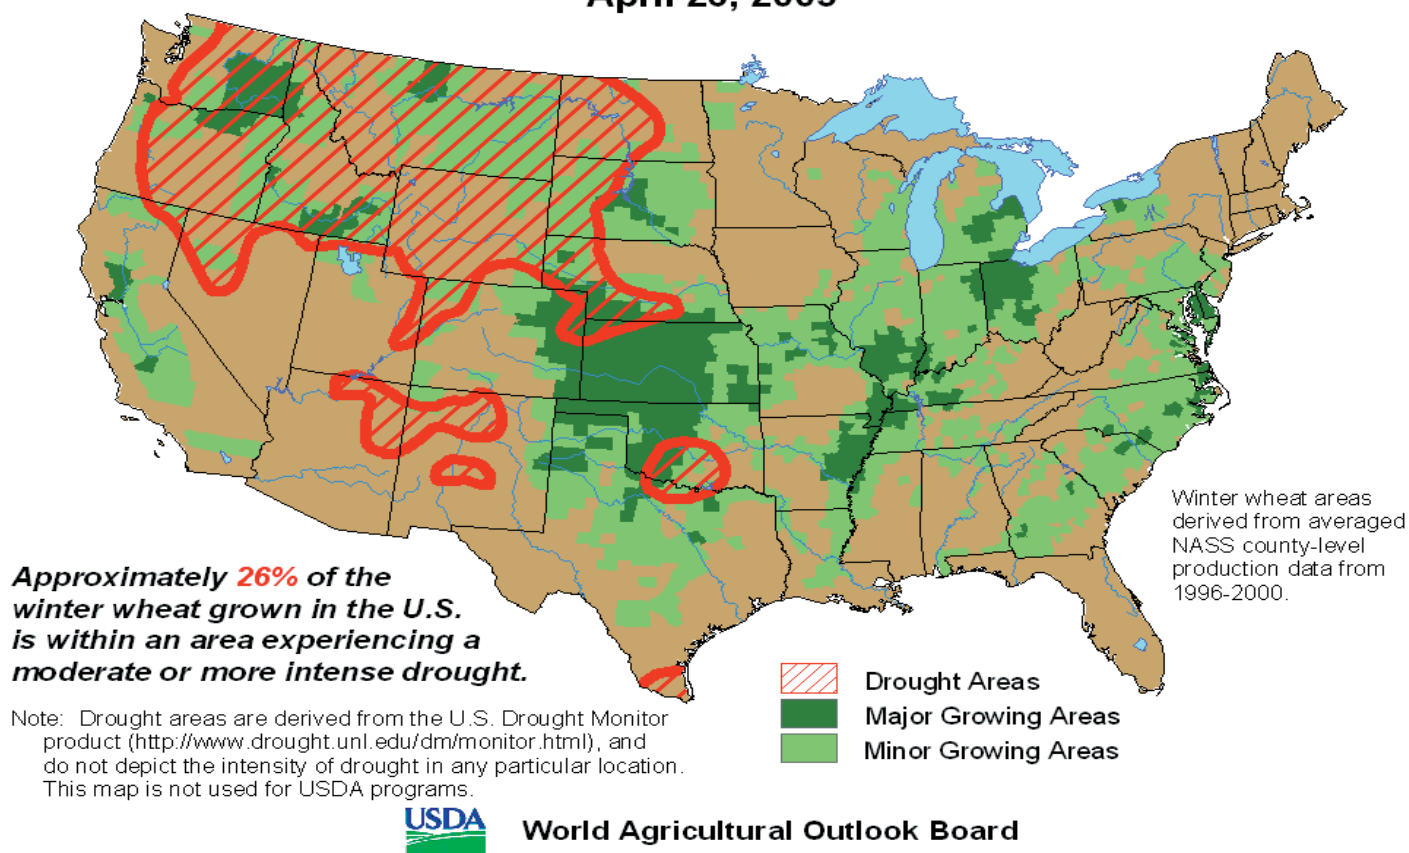 April
Winter wheat areas
derived from averaged
NASS county-level
production data from
1996-2000.
Approximately 26% of the
winter wheat grown in the U.S.
is within an area experiencing a
moderate or more intense drought.
Drought Areas
Major Growing Areas
Minor Growing Areas
Note: Drought areas are derived from the U.S. Drought Monitor
product (http://www.drought.unl.edu/dm/monitor.html), and
do not depict the intensity of drought in any particular location.
This map is not used for USDA programs.
USDA
World Agricultural Outlook Board